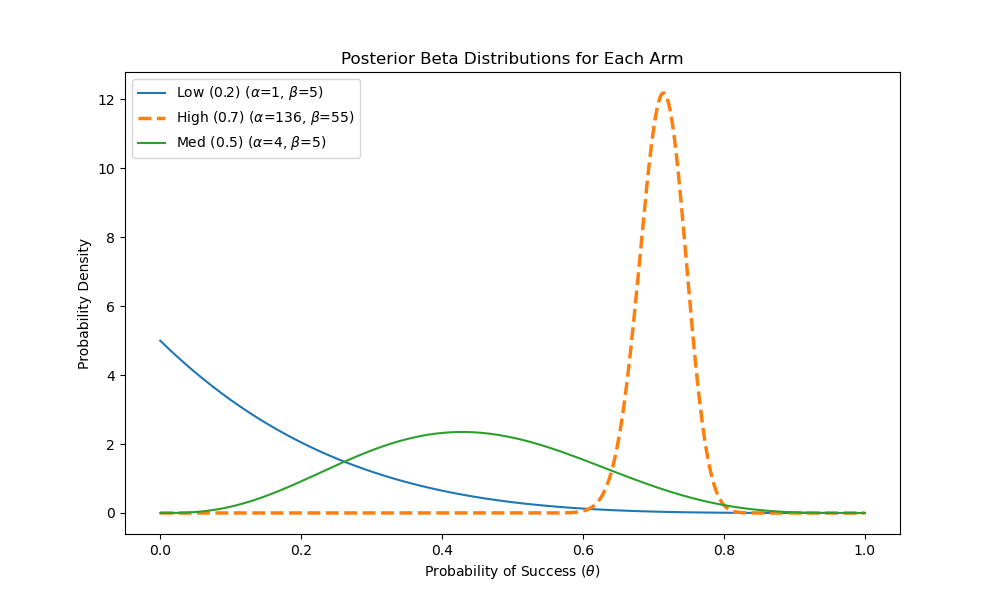 Posterior Beta Distributions for Each Arm
Low (0.2) (α=1, β=5)
High (0.7) (α=136, β=55)
Med (0.5) (α=4, β=5)
Probability Density
12
10
8
6
4
2
0
0.0 0.2 0.4 0.6 0.8 1.0
Probability of Success (θ)